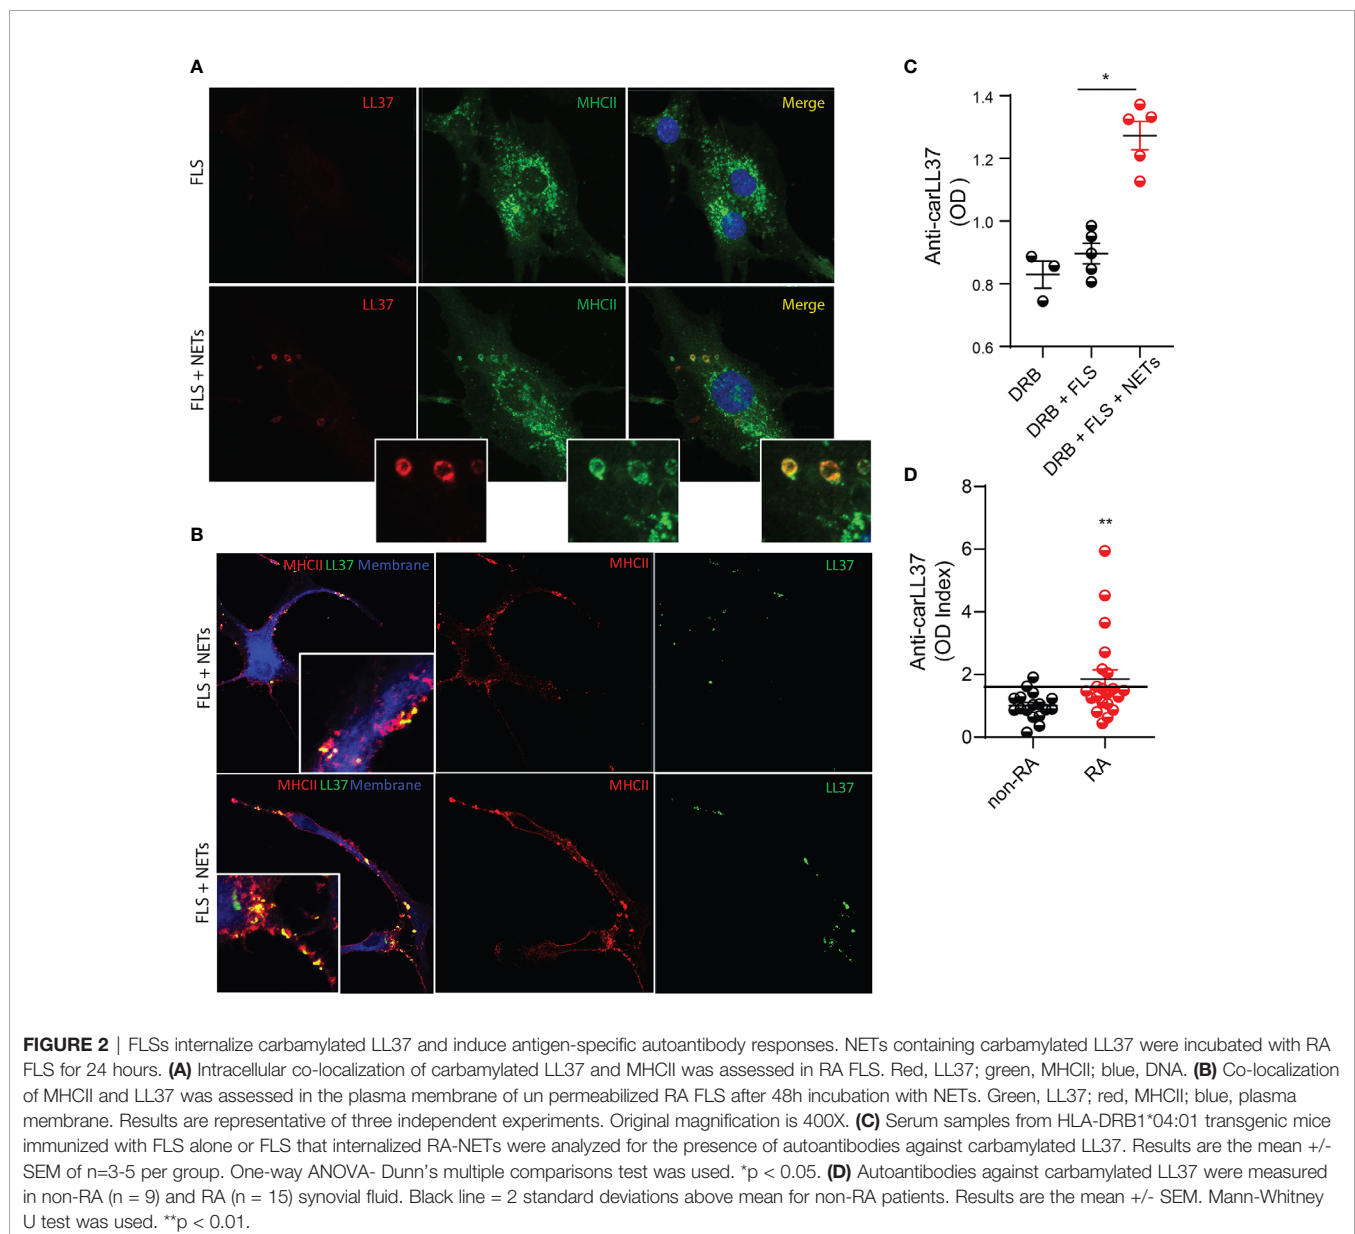 A
LL37
MHCII
Merge
FLS
LL37
MHCII
Merge
FLS + NETs
B
MHCII LL37 Membrane
MHCII
LL37
FLS + NETs
MHCII LL37 Membrane
MHCII
LL37
FLS + NETs
C
*
1.4
1.2
1.0
0.8
0.6
Anti-carLL37
(OD )
DRB
DRB + FLS
DRB + FLS + NETs
D
8
**
6
4
2
0
Anti-carLL37
(OD Index)
non-RA
RA
FIGURE 2 | FLSs internalize carbamylated LL37 and induce antigen-specific autoantibody responses. NETs containing carbamylated LL37 were incubated with RA
FLS for 24 hours. (A) Intracellular co-localization of carbamylated LL37 and MHCII was assessed in RA FLS. Red, LL37; green, MHCII; blue, DNA. (B) Co-localization
of MHCII and LL37 was assessed in the plasma membrane of un permeabilized RA FLS after 48h incubation with NETs. Green, LL37; red, MHCII; blue, plasma
membrane. Results are representative of three independent experiments. Original magnification is 400X. (C) Serum samples from HLA-DRB1*04:01 transgenic mice
immunized with FLS alone or FLS that internalized RA-NETs were analyzed for the presence of autoantibodies against carbamylated LL37. Results are the mean +/-
SEM of n=3-5 per group. One-way ANOVA- Dunn’s multiple comparisons test was used. *p < 0.05. (D) Autoantibodies against carbamylated LL37 were measured
in non-RA (n = 9) and RA (n = 15) synovial fluid. Black line = 2 standard deviations above mean for non-RA patients. Results are the mean +/- SEM. Mann-Whitney
U test was used. **p < 0.01.